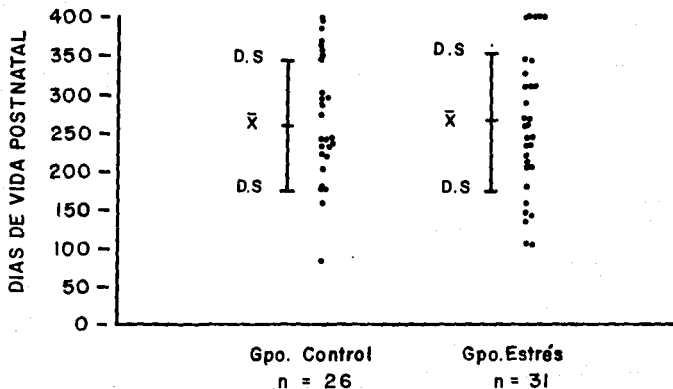 DIAS DE VIDA POSTNATAL
400
350
300
250
200
150
100
50
0
D.S
X̄
D.S
D.S
X̄
D.S
Gpo. Control
n = 26
Gpo. Estrés
n = 31